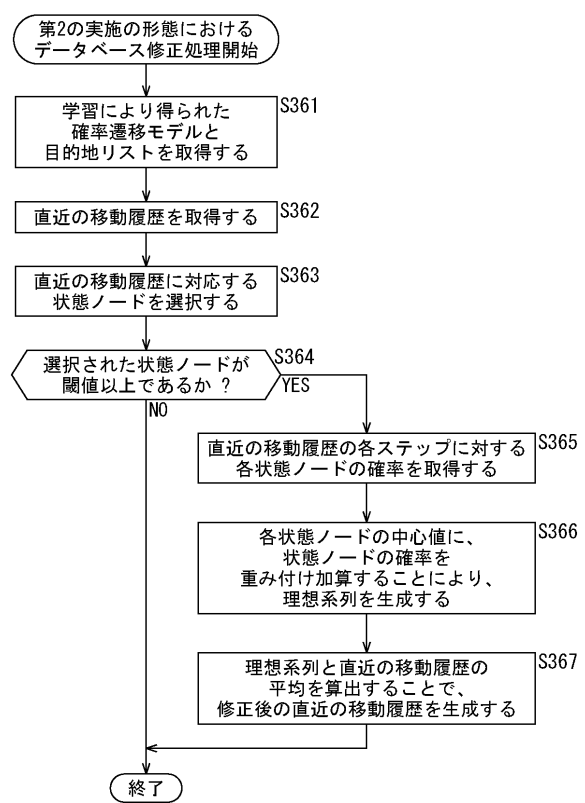 第2の実施の形態における
データベース修正処理開始
S361
学習により得られた
確率遷移モデルと
目的地リストを取得する
S362
直近の移動履歴を取得する
S363
直近の移動履歴に対応する
状態ノードを選択する
S364
選択された状態ノードが
閾値以上であるか ?
YES
NO
S365
直近の移動履歴の各ステップに対する
各状態ノードの確率を取得する
S366
各状態ノードの中心値に、
状態ノードの確率を
重み付け加算することにより、
理想系列を生成する
S367
理想系列と直近の移動履歴の
平均を算出することで、
修正後の直近の移動履歴を生成する
終了